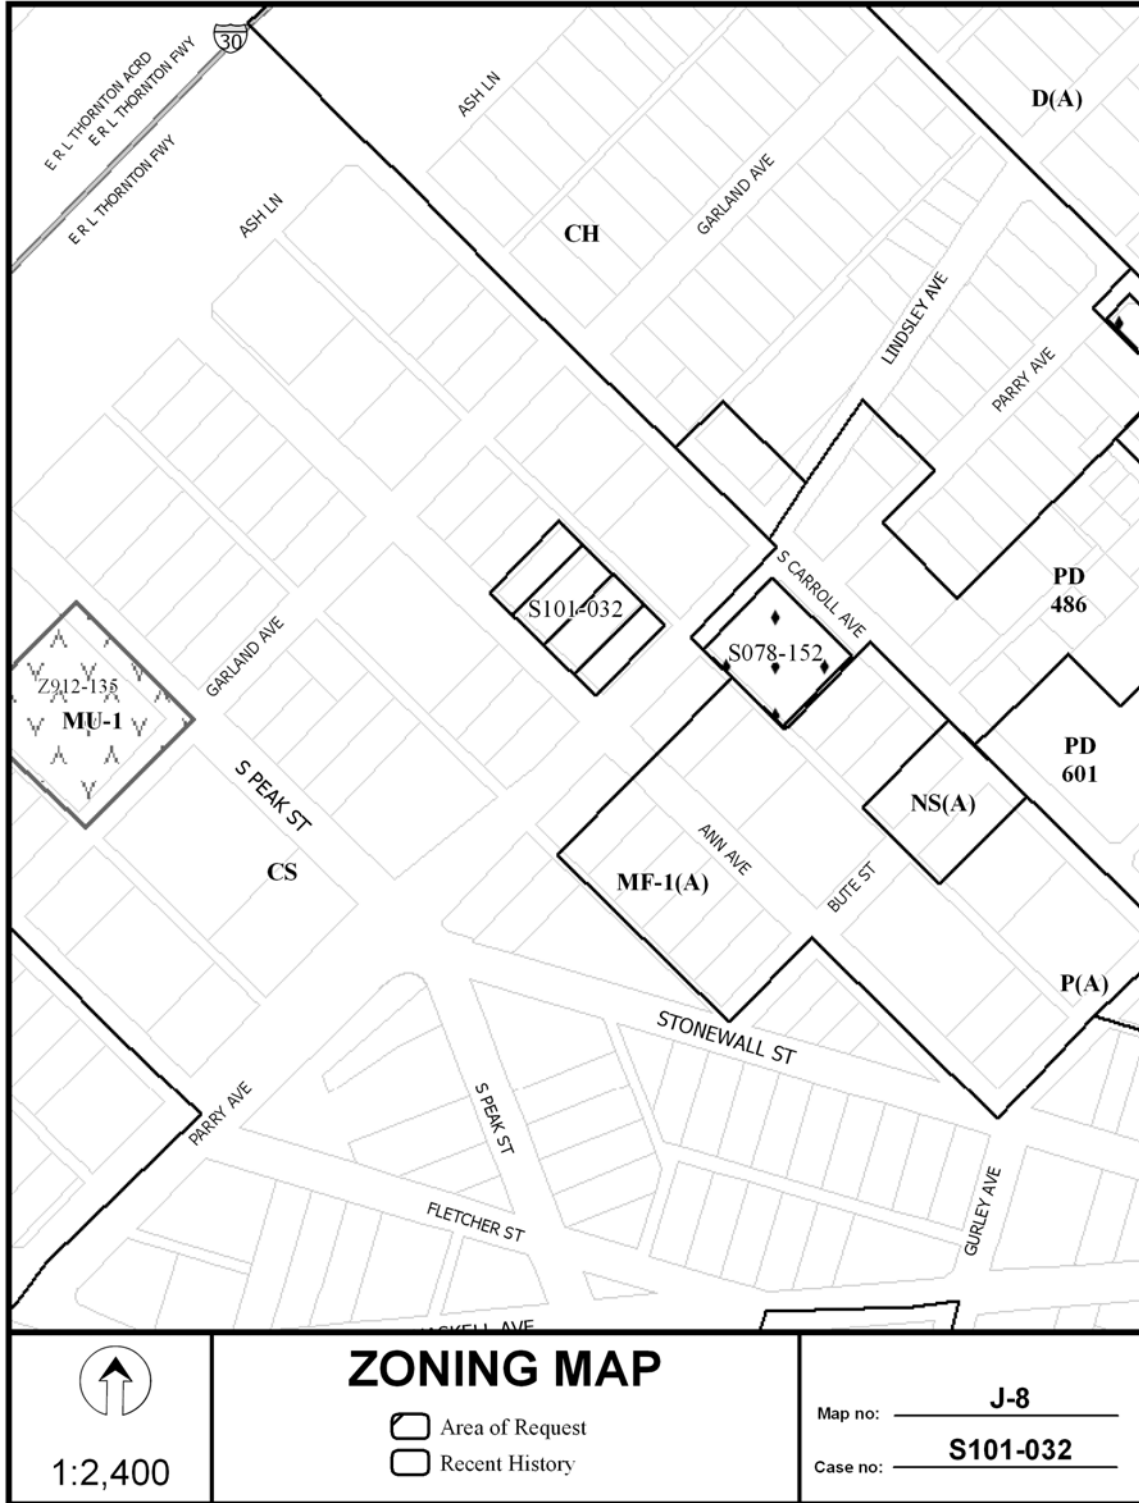 30
E R L THORNTON ACRD
E R L THORNTON FWY
E R L THORNTON FWY
ASH LN
D(A)
GARLAND AVE
ASH LN
CH
LINDSLEY AVE
PARRY AVE
S CARROLL AVE
PD
486
S101-032
S078-152
GARLAND AVE
Z912-135
MU-1
PD
601
S PEAK ST
NS(A)
ANN AVE
CS
MF-1(A)
BUTE ST
P(A)
STONEWALL ST
PARRY AVE
S PEAK ST
FLETCHER ST
GURLEY AVE
AVE
1:2,400
ZONING MAP
Area of Request
Recent History
Map no: J-8
Case no: S101-032